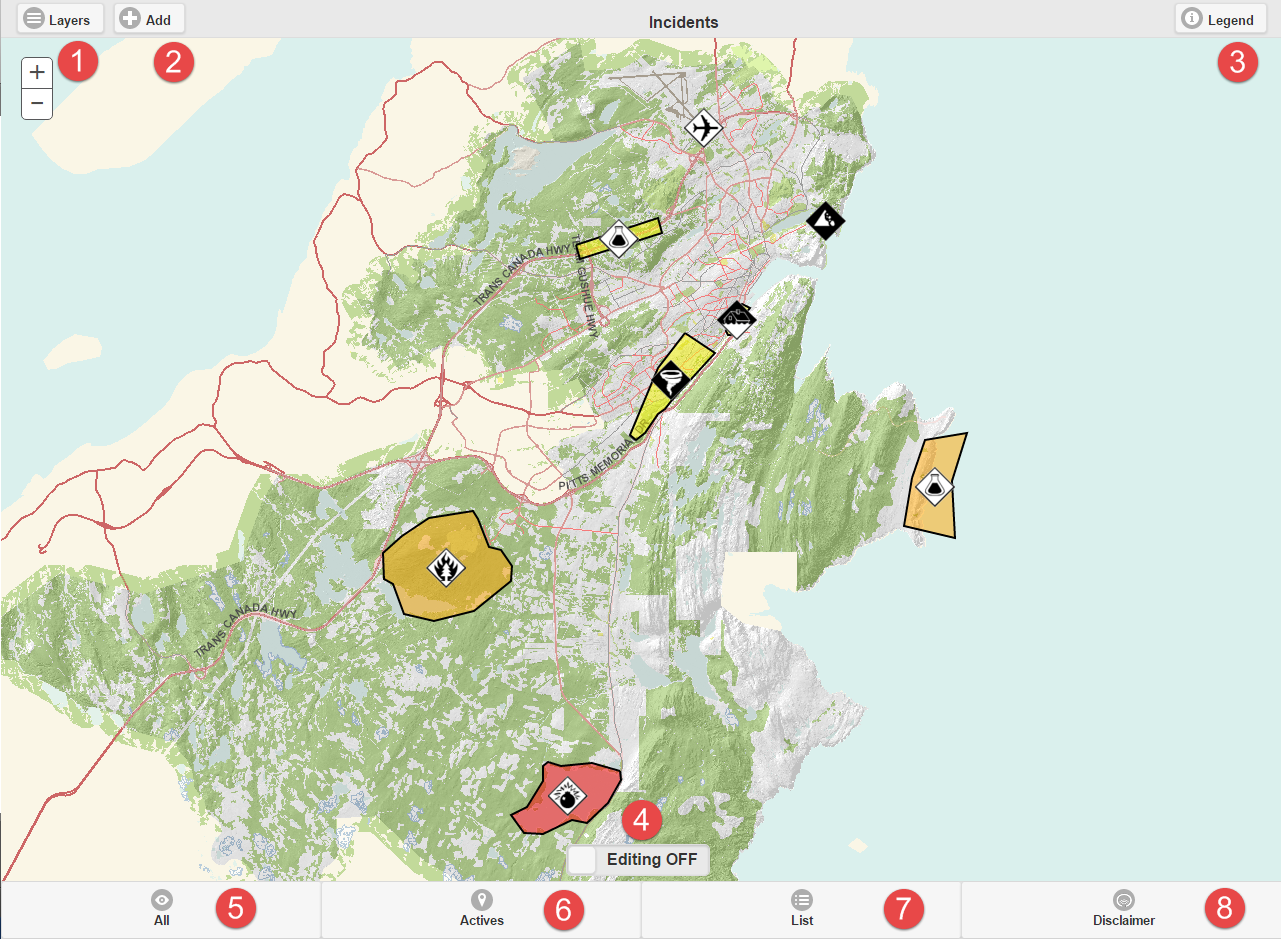 Layers
Add
Incidents
Legend
1
2
3
+
−
TRANS CANADA HWY
GUSHUE HWY
PITTS MEMORIAL DR
TRANS CANADA HWY
4
Editing OFF
All
5
Actives
6
List
7
Disclaimer
8